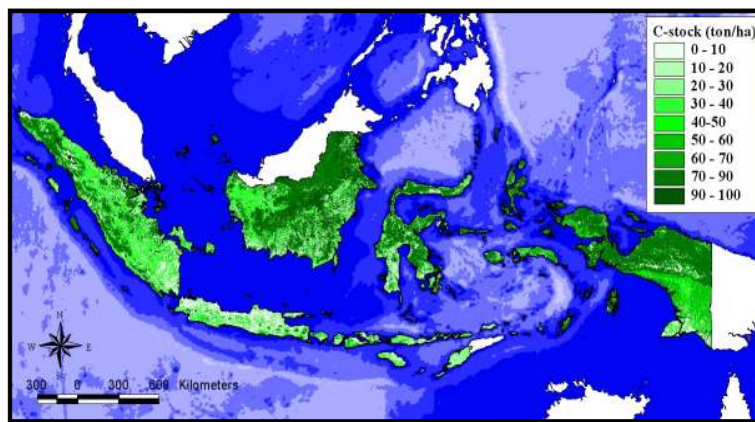 C-stock (ton/ha)
0 - 10
10 - 20
20 - 30
30 - 40
40-50
50 - 60
60 - 70
70 - 90
90 - 100
N
W E
S
300 0 300 600 Kilometers